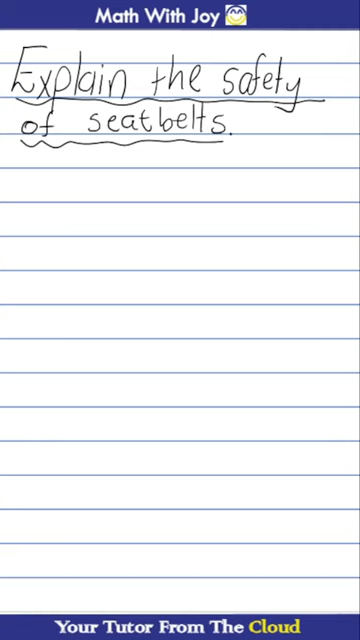 Math With Joy
Explain the safety
of seatbelts.
Your Tutor From The Cloud